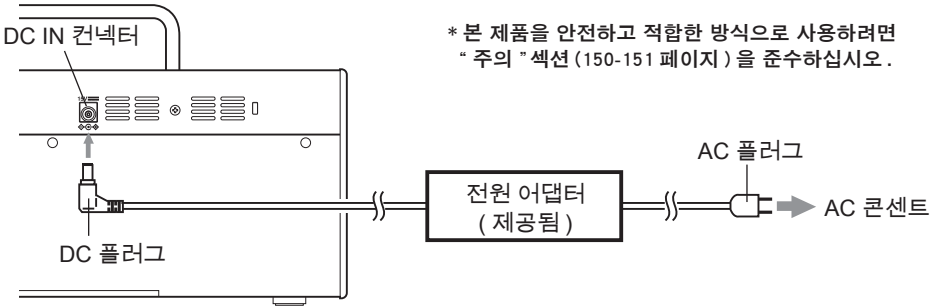 DC IN 컨넥터
* 본 제품을 안전하고 적합한 방식으로 사용하려면
“ 주의 ” 섹션 (150-151 페이지 ) 을 준수하십시오 .
15V
AC 플러그
전원 어댑터
( 제공됨 )
AC 콘센트
DC 플러그